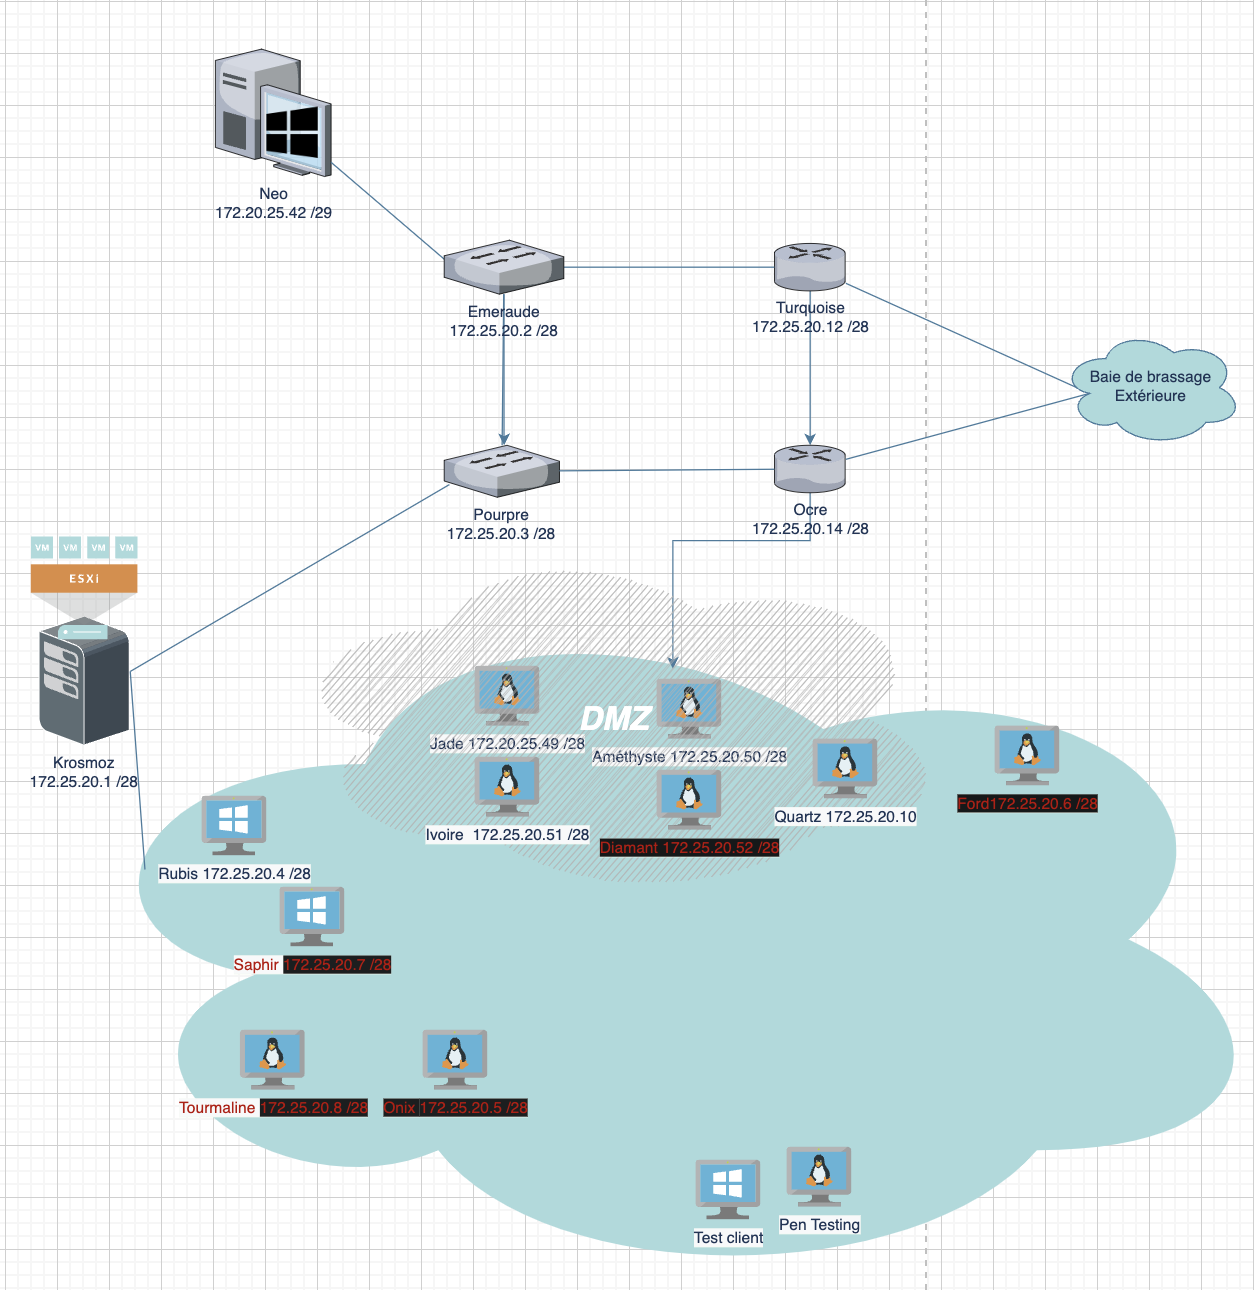 Neo
172.20.25.42 /29
Emeraude
172.25.20.2 /28
Turquoise
172.25.20.12 /28
Baie de brassage
Extérieure
Pourpre
172.25.20.3 /28
Ocre
172.25.20.14 /28
VM VM VM VM
ESXi
Krosmoz
172.25.20.1 /28
DMZ
Jade 172.20.25.49 /28
Améthyste 172.25.20.50 /28
Ivoire 172.25.20.51 /28
Diamant 172.25.20.52 /28
Quartz 172.25.20.10
Ford172.25.20.6 /28
Rubis 172.25.20.4 /28
Saphir 172.25.20.7 /28
Tourmaline 172.25.20.8 /28
Onix 172.25.20.5 /28
Test client
Pen Testing